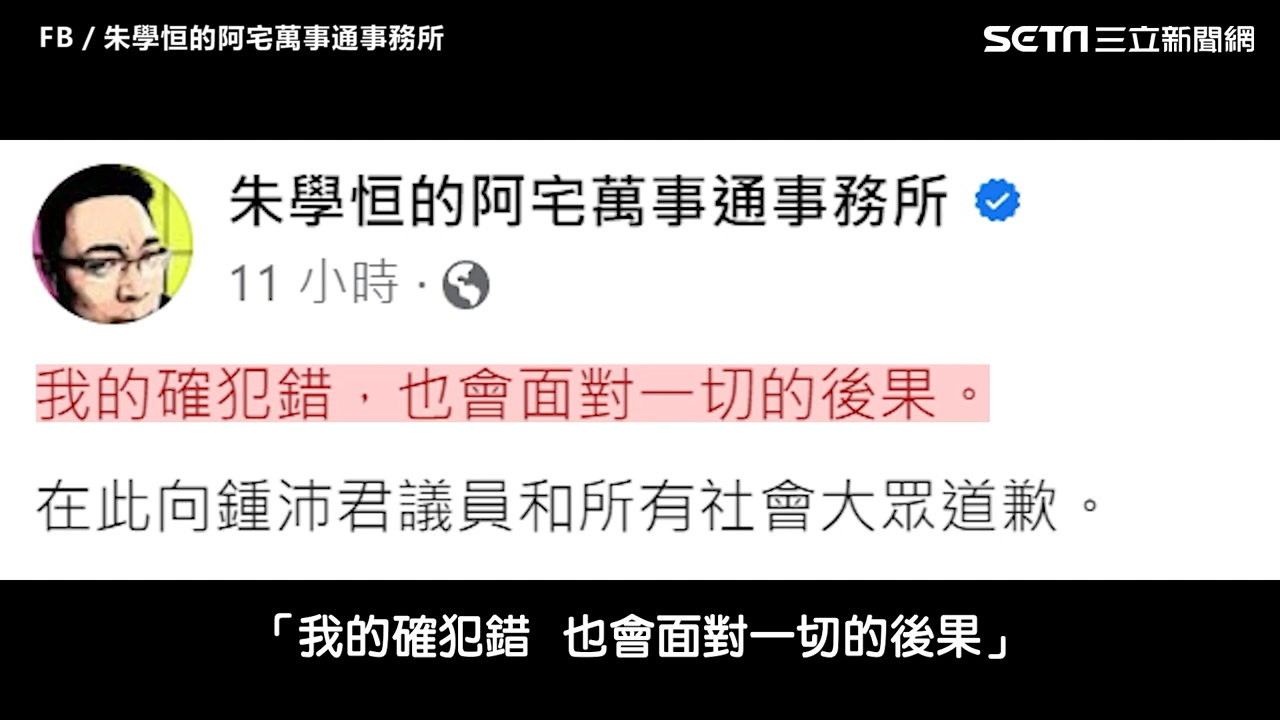 FB / 朱學恒的阿宅萬事通事務所
SETN三立新聞網
朱學恒的阿宅萬事通事務所
11 小時 ·
我的確犯錯，也會面對一切的後果。
在此向鍾沛君議員和所有社會大眾道歉。
「我的確犯錯 也會面對一切的後果」